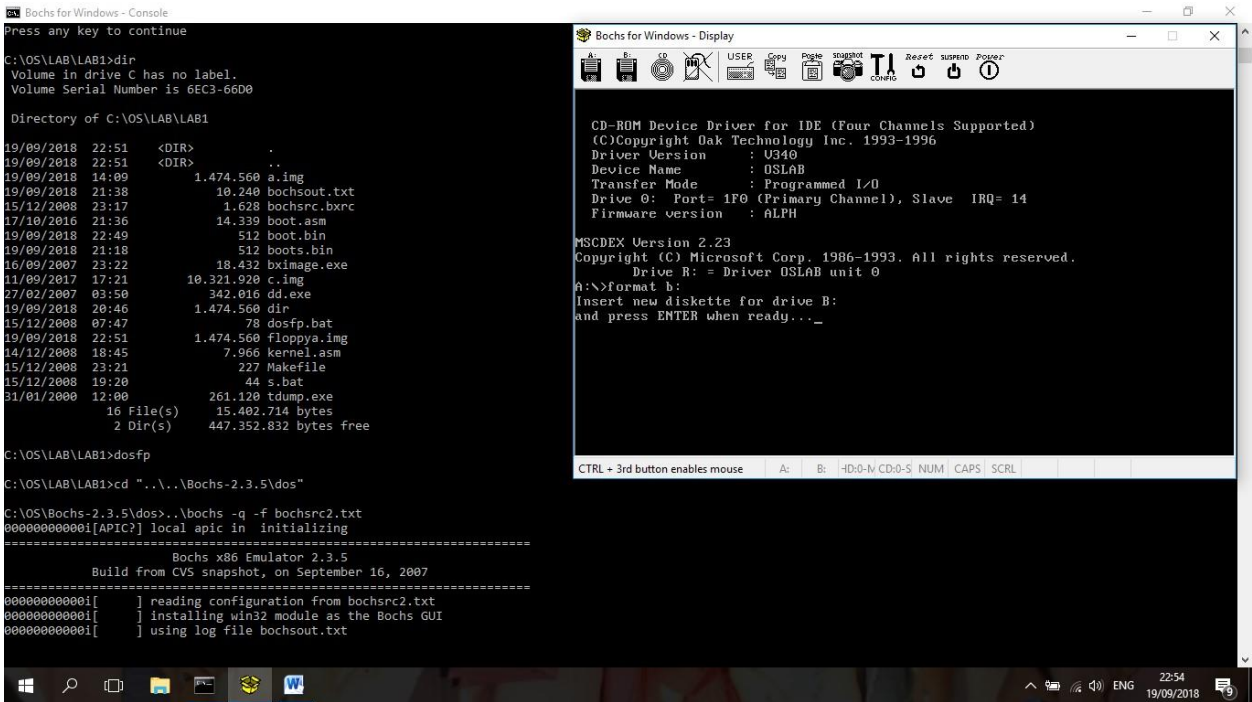 Bochs for Windows - Console
Press any key to continue
C:\OS\LAB\LAB1>dir
Volume in drive C has no label.
Volume Serial Number is 6EC3-66D0
Directory of C:\OS\LAB\LAB1
19/09/2018 22:51 <DIR> .
19/09/2018 22:51 <DIR> ..
19/09/2018 14:09 1.474.560 a.img
19/09/2018 21:38 10.240 bochsout.txt
15/12/2008 23:17 1.628 bochsrc.bxrc
17/10/2016 21:36 14.339 boot.asm
19/09/2018 22:49 512 boot.bin
19/09/2018 21:18 512 boots.bin
16/09/2007 23:22 18.432 bximage.exe
11/09/2017 17:21 10.321.920 c.img
27/02/2007 03:50 342.016 dd.exe
19/09/2018 20:46 1.474.560 dir
15/12/2008 07:47 78 dosfp.bat
19/09/2018 22:51 1.474.560 floppya.img
14/12/2008 18:45 7.966 kernel.asm
15/12/2008 23:21 227 Makefile
15/12/2008 19:20 44 s.bat
31/01/2000 12:00 261.120 tdump.exe
16 File(s) 15.402.714 bytes
2 Dir(s) 447.352.832 bytes free
C:\OS\LAB\LAB1>dosfp
C:\OS\LAB\LAB1>cd "..\..\Bochs-2.3.5\dos"
C:\OS\Bochs-2.3.5\dos>..\bochs -q -f bochsrc2.txt
00000000000i[APIC?] local apic in initializing
========================================================================
Bochs x86 Emulator 2.3.5
Build from CVS snapshot, on September 16, 2007
========================================================================
00000000000i[ ] reading configuration from bochsrc2.txt
00000000000i[ ] installing win32 module as the Bochs GUI
00000000000i[ ] using log file bochsout.txt
Bochs for Windows - Display
A: B: CD USER Copy Paste snapshot CONFIG Reset SUSPEND Power
CD-ROM Device Driver for IDE (Four Channels Supported)
(C)Copyright Oak Technology Inc. 1993-1996
Driver Version : V340
Device Name : OSLAB
Transfer Mode : Programmed I/O
Drive 0: Port= 1F0 (Primary Channel), Slave IRQ= 14
Firmware version : ALPH
MSCDEX Version 2.23
Copyright (C) Microsoft Corp. 1986-1993. All rights reserved.
Drive R: = Driver OSLAB unit 0
A:\>format b:
Insert new diskette for drive B:
and press ENTER when ready..._
CTRL + 3rd button enables mouse A: B: HD:0-M CD:0-S NUM CAPS SCRL
ENG
22:54
19/09/2018
9